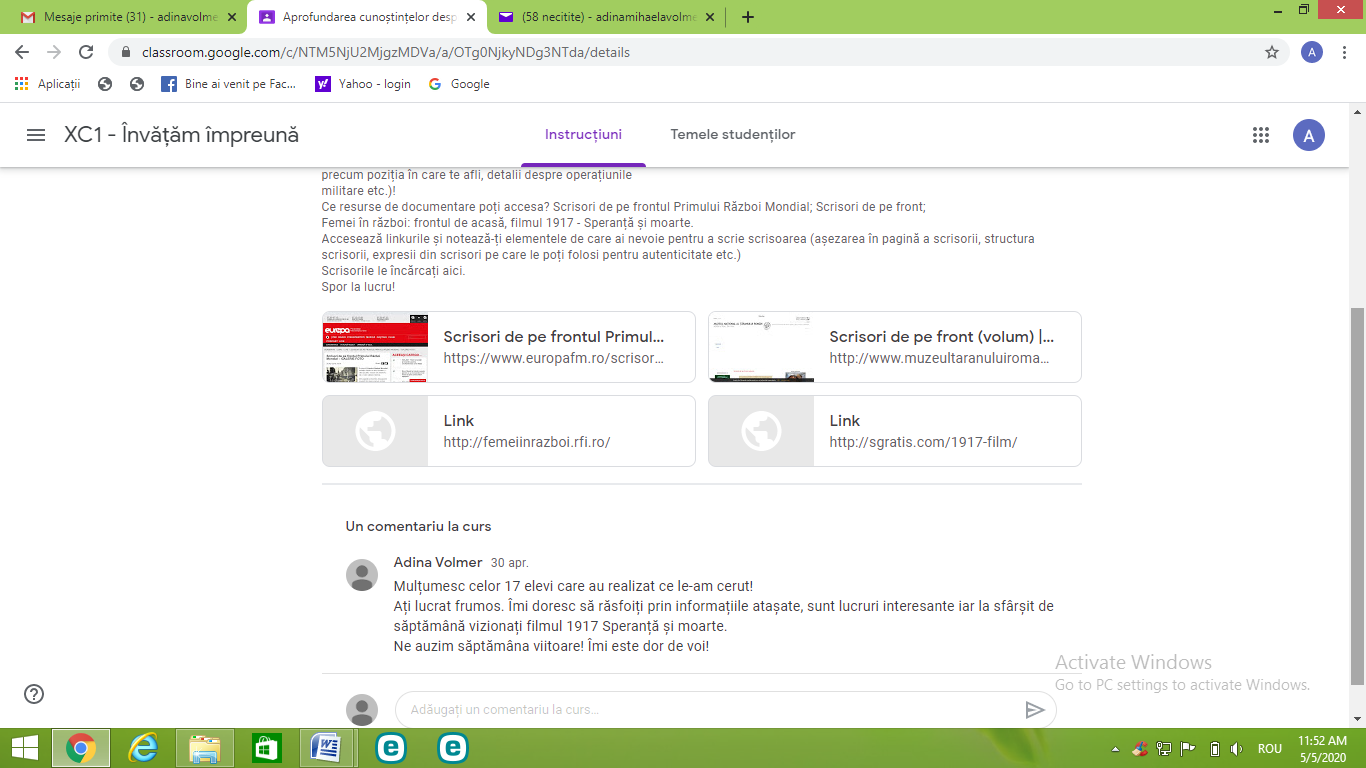 Mesaje primite (31) - adinavolme
Aprofundarea cunoștințelor desp
(58 necitite) - adinamihaelavolme
classroom.google.com/c/NTM5NjU2MjgzMDVa/a/OTg0NjkyNDg3NTda/details
A
Aplicații
Bine ai venit pe Fac...
Yahoo - login
Google
XC1 - Învățăm împreună
Instrucțiuni
Temele studenților
A
precum poziția în care te afli, detalii despre operațiunile
militare etc.)!
Ce resurse de documentare poți accesa? Scrisori de pe frontul Primului Război Mondial; Scrisori de pe front;
Femei în război: frontul de acasă, filmul 1917 - Speranță și moarte.
Accesează linkurile și notează-ți elementele de care ai nevoie pentru a scrie scrisoarea (așezarea în pagină a scrisorii, structura
scrisorii, expresii din scrisori pe care le poți folosi pentru autenticitate etc.)
Scrisorile le încărcați aici.
Spor la lucru!
europa
Scrisori de pe frontul Primul...
https://www.europafm.ro/scrisor...
Scrisori de pe front (volum) |...
http://www.muzeultaranuluiroma...
Link
http://femeiinrazboi.rfi.ro/
Link
http://sgratis.com/1917-film/
Un comentariu la curs
Adina Volmer 30 apr.
Mulțumesc celor 17 elevi care au realizat ce le-am cerut!
Ați lucrat frumos. Îmi doresc să răsfoiți prin informațiile atașate, sunt lucruri interesante iar la sfârșit de
săptămână vizionați filmul 1917 Speranță și moarte.
Ne auzim săptămâna viitoare! Îmi este dor de voi!
Activate Windows
Go to PC settings to activate Windows.
Adăugați un comentariu la curs...
ROU
11:52 AM
5/5/2020